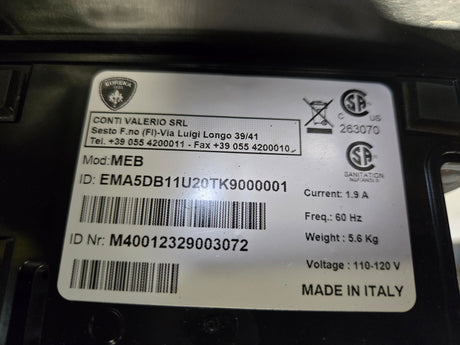 EUREKA
CONTI VALERIO SRL
Sesto F.no (FI)-Via Luigi Longo 39/41
Tel. +39 055 4200011 - Fax +39 055 4200010
Mod: MEB
ID: EMA5DB11U20TK9000001
ID Nr: M40012329003072
C US
263070
SANITATION
NSF/ANSI
Current: 1.9 A
Freq.: 60 Hz
Weight : 5.6 Kg
Voltage : 110-120 V
MADE IN ITALY